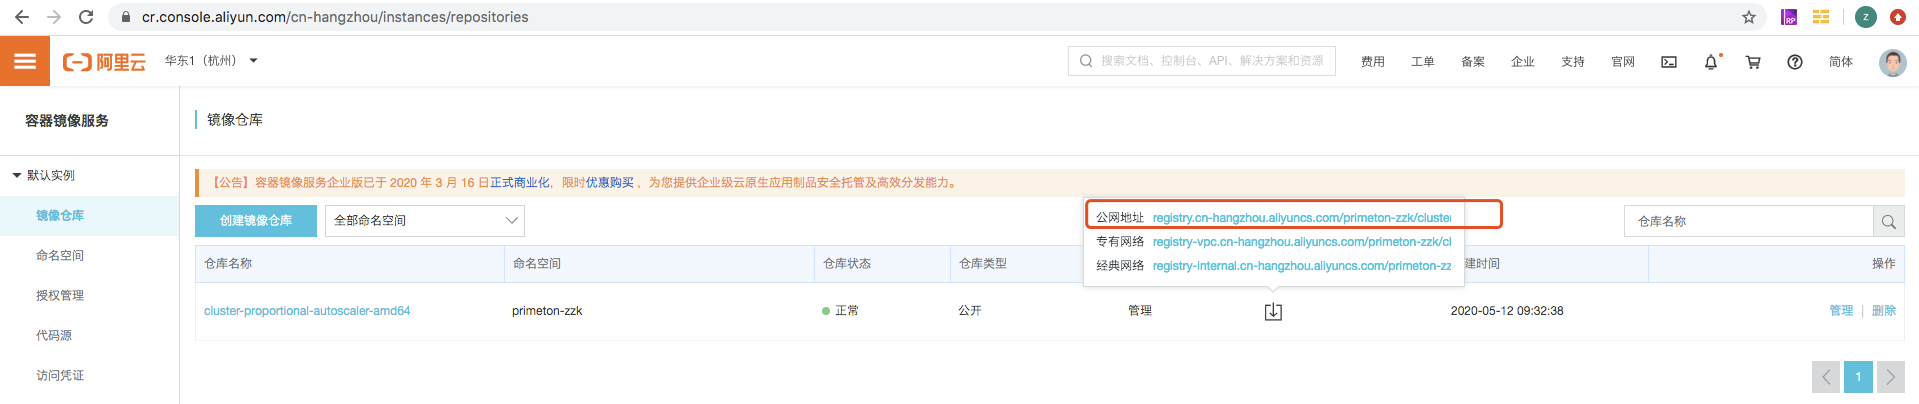 cr.console.aliyun.com/cn-hangzhou/instances/repositories
RP
z
阿里云
华东1（杭州）
搜索文档、控制台、API、解决方案和资源
费用
工单
备案
企业
支持
官网
简体
容器镜像服务
镜像仓库
默认实例
【公告】容器镜像服务企业版已于 2020 年 3 月 16 日正式商业化，限时优惠购买 ，为您提供企业级云原生应用制品安全托管及高效分发能力。
镜像仓库
创建镜像仓库
全部命名空间
公网地址 registry.cn-hangzhou.aliyuncs.com/primeton-zzk/cluster
专有网络 registry-vpc.cn-hangzhou.aliyuncs.com/primeton-zzk/cl
经典网络 registry-internal.cn-hangzhou.aliyuncs.com/primeton-zz
仓库名称
命名空间
仓库名称
命名空间
仓库状态
仓库类型
建时间
操作
授权管理
cluster-proportional-autoscaler-amd64
primeton-zzk
正常
公开
管理
2020-05-12 09:32:38
管理 | 删除
代码源
访问凭证
1